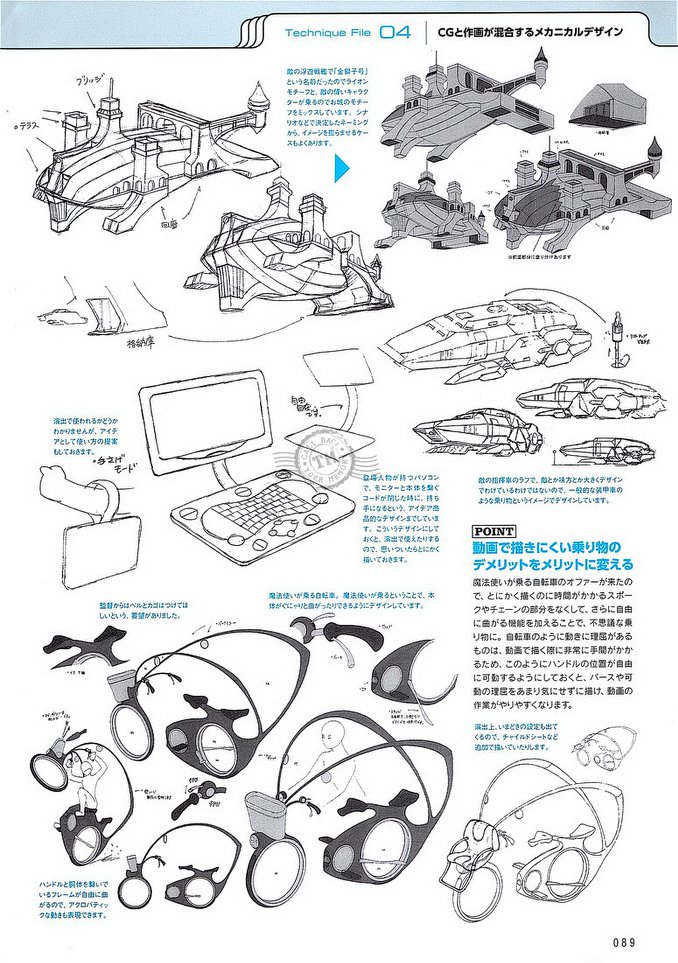 Technique File 04
CGと作画が混合するメカニカルデザイン
敵の浮遊戦艦で「金獅子号」
という名前だったのでライオン
モチーフと、敵の偉いキャラク
ターが乗るのでお城のモチー
フをミックスしています。シナ
リオなどで決定したネーミング
から、イメージを膨らませるケー
スもよくあります。
ブリッジ
テラス
回廊
格納庫
演出で使われるかどうか
わかりませんが、アイデ
アとして使い方の提案
もしておきます。
モード
自由
登場人物が持つパソコン
で、モニターと本体を繋ぐ
コードが閉じた時に、持ち
手になるという、アイデア商
品的なデザインまでしていま
す。こういうデザインにして
おくと、演出で使えたりする
ので、思いついたらとにかく
描いておきます。
CALL BACK
YOUR MEMORY
TM
敵の指揮車のラフで、敵とか味方とか大きくデザイン
でわけているわけではないので、一般的な装甲車の
ような乗り物というイメージでデザインしています。
POINT
動画で描きにくい乗り物の
デメリットをメリットに変える
魔法使いが乗る自転車のオファーが来たの
で、とにかく描くのに時間がかかるスポー
クやチェーンの部分をなくして、さらに自由
に曲がる機能を加えることで、不思議な乗
り物に。自転車のように動きに理屈がある
ものは、動画で描く際に非常に手間がかか
るため、このようにハンドルの位置が自由
に可動するようにしておくと、パースや可
動の理屈をあまり気にせずに描け、動画の
作業がやりやすくなります。
監督からはベルとカゴはつけてほ
しいという、要望がありました。
魔法使いが乗る自転車。魔法使いが乗るということで、本
体がぐにゃりと曲がったりできるようにデザインしています。
演出上、いまどきの設定も出て
くるので、チャイルドシートなど
追加で描いていたりします。
ハンドルと胴体を繋いで
いるフレームが自由に曲
がるので、アクロバティッ
クな動きも表現できます。
089